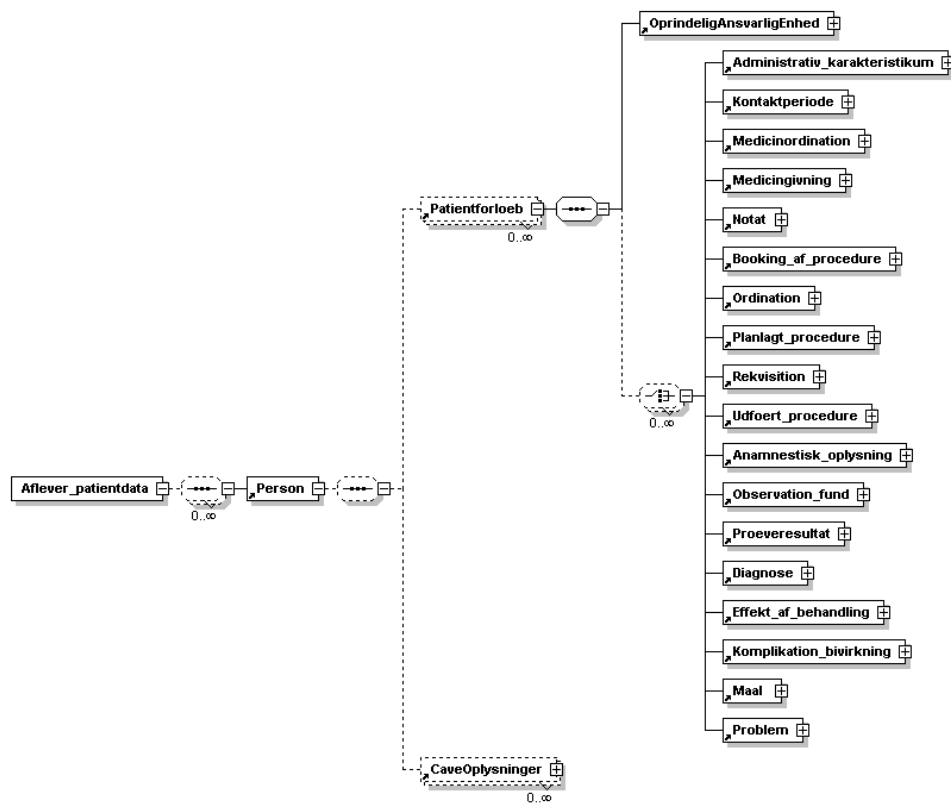 OprindeligAnsvarligEnhed
Administrativ_karakteristikum
Kontaktperiode
Medicinordination
Medicingivning
Patientforloeb
0..∞
Notat
Booking_af_procedure
Ordination
Planlagt_procedure
Rekvisition
0..∞
Udfoert_procedure
Anamnestisk_oplysning
Aflever_patientdata
0..∞
Person
Observation_fund
Proeveresultat
Diagnose
Effekt_af_behandling
Komplikation_bivirkning
Maal
Problem
CaveOplysninger
0..∞